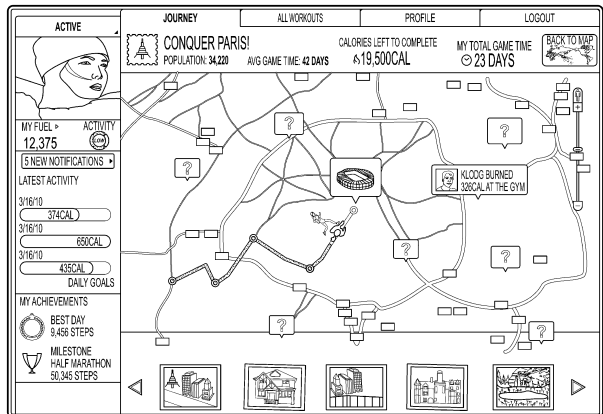 ACTIVE
JOURNEY
ALL WORKOUTS
PROFILE
LOGOUT
CONQUER PARIS!
POPULATION: 34,220
AVG GAME TIME: 42 DAYS
CALORIES LEFT TO COMPLETE
19,500CAL
MY TOTAL GAME TIME
23 DAYS
BACK TO MAP
MY FUEL
ACTIVITY
12,375
LOW
5 NEW NOTIFICATIONS
LATEST ACTIVITY
3/16/10
374CAL
3/16/10
650CAL
3/16/10
435CAL
DAILY GOALS
MY ACHIEVEMENTS
BEST DAY
9,456 STEPS
MILESTONE
HALF MARATHON
50,345 STEPS
?
?
?
KLODG BURNED
326CAL AT THE GYM
?
?
?
?
+